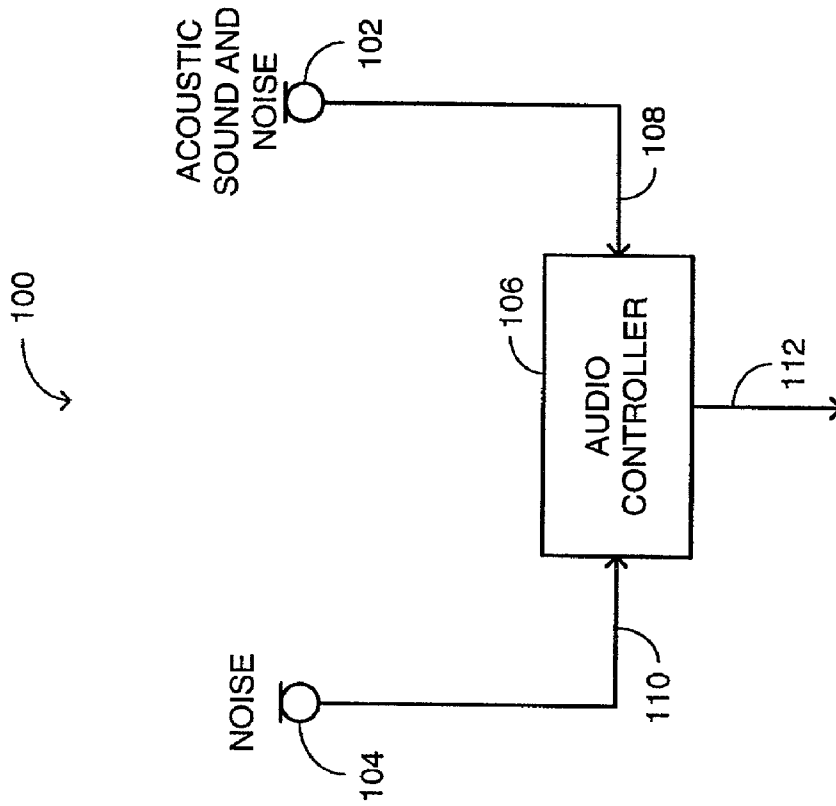 100
ACOUSTIC
SOUND AND
NOISE
102
NOISE
104
106
AUDIO
CONTROLLER
108
110
112